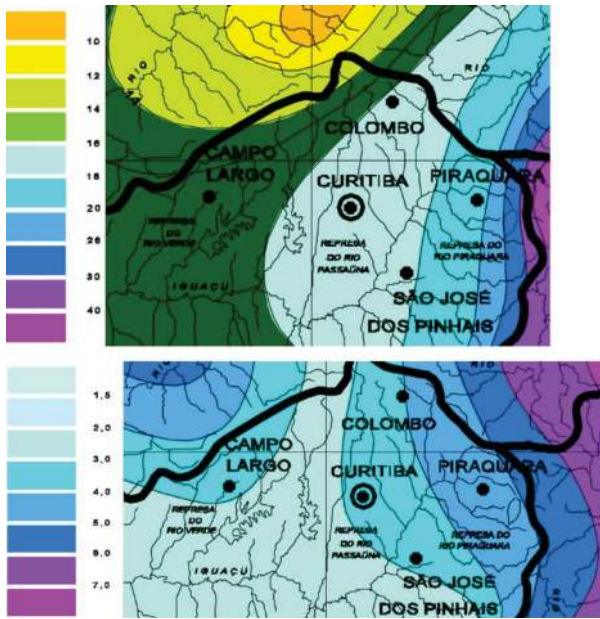 10
12
14
16
18
20
26
30
40
RIO
RIO
COLOMBO
CAMPO
LARGO
CURITIBA
PIRAQUARA
REPRESA
DO
RIO VERDE
REPRESA
DO RIO
PASSAÚNA
REPRESA DO
RIO PIRAQUARA
IGUAÇU
SÃO JOSÉ
DOS PINHAIS
1,5
2,0
3,0
4,0
5,0
6,0
7,0
RIO
COLOMBO
CAMPO
LARGO
CURITIBA
PIRAQUARA
REPRESA
DO
RIO VERDE
REPRESA
DO RIO
PASSAÚNA
REPRESA DO
RIO PIRAQUARA
IGUAÇU
SÃO JOSÉ
DOS PINHAIS